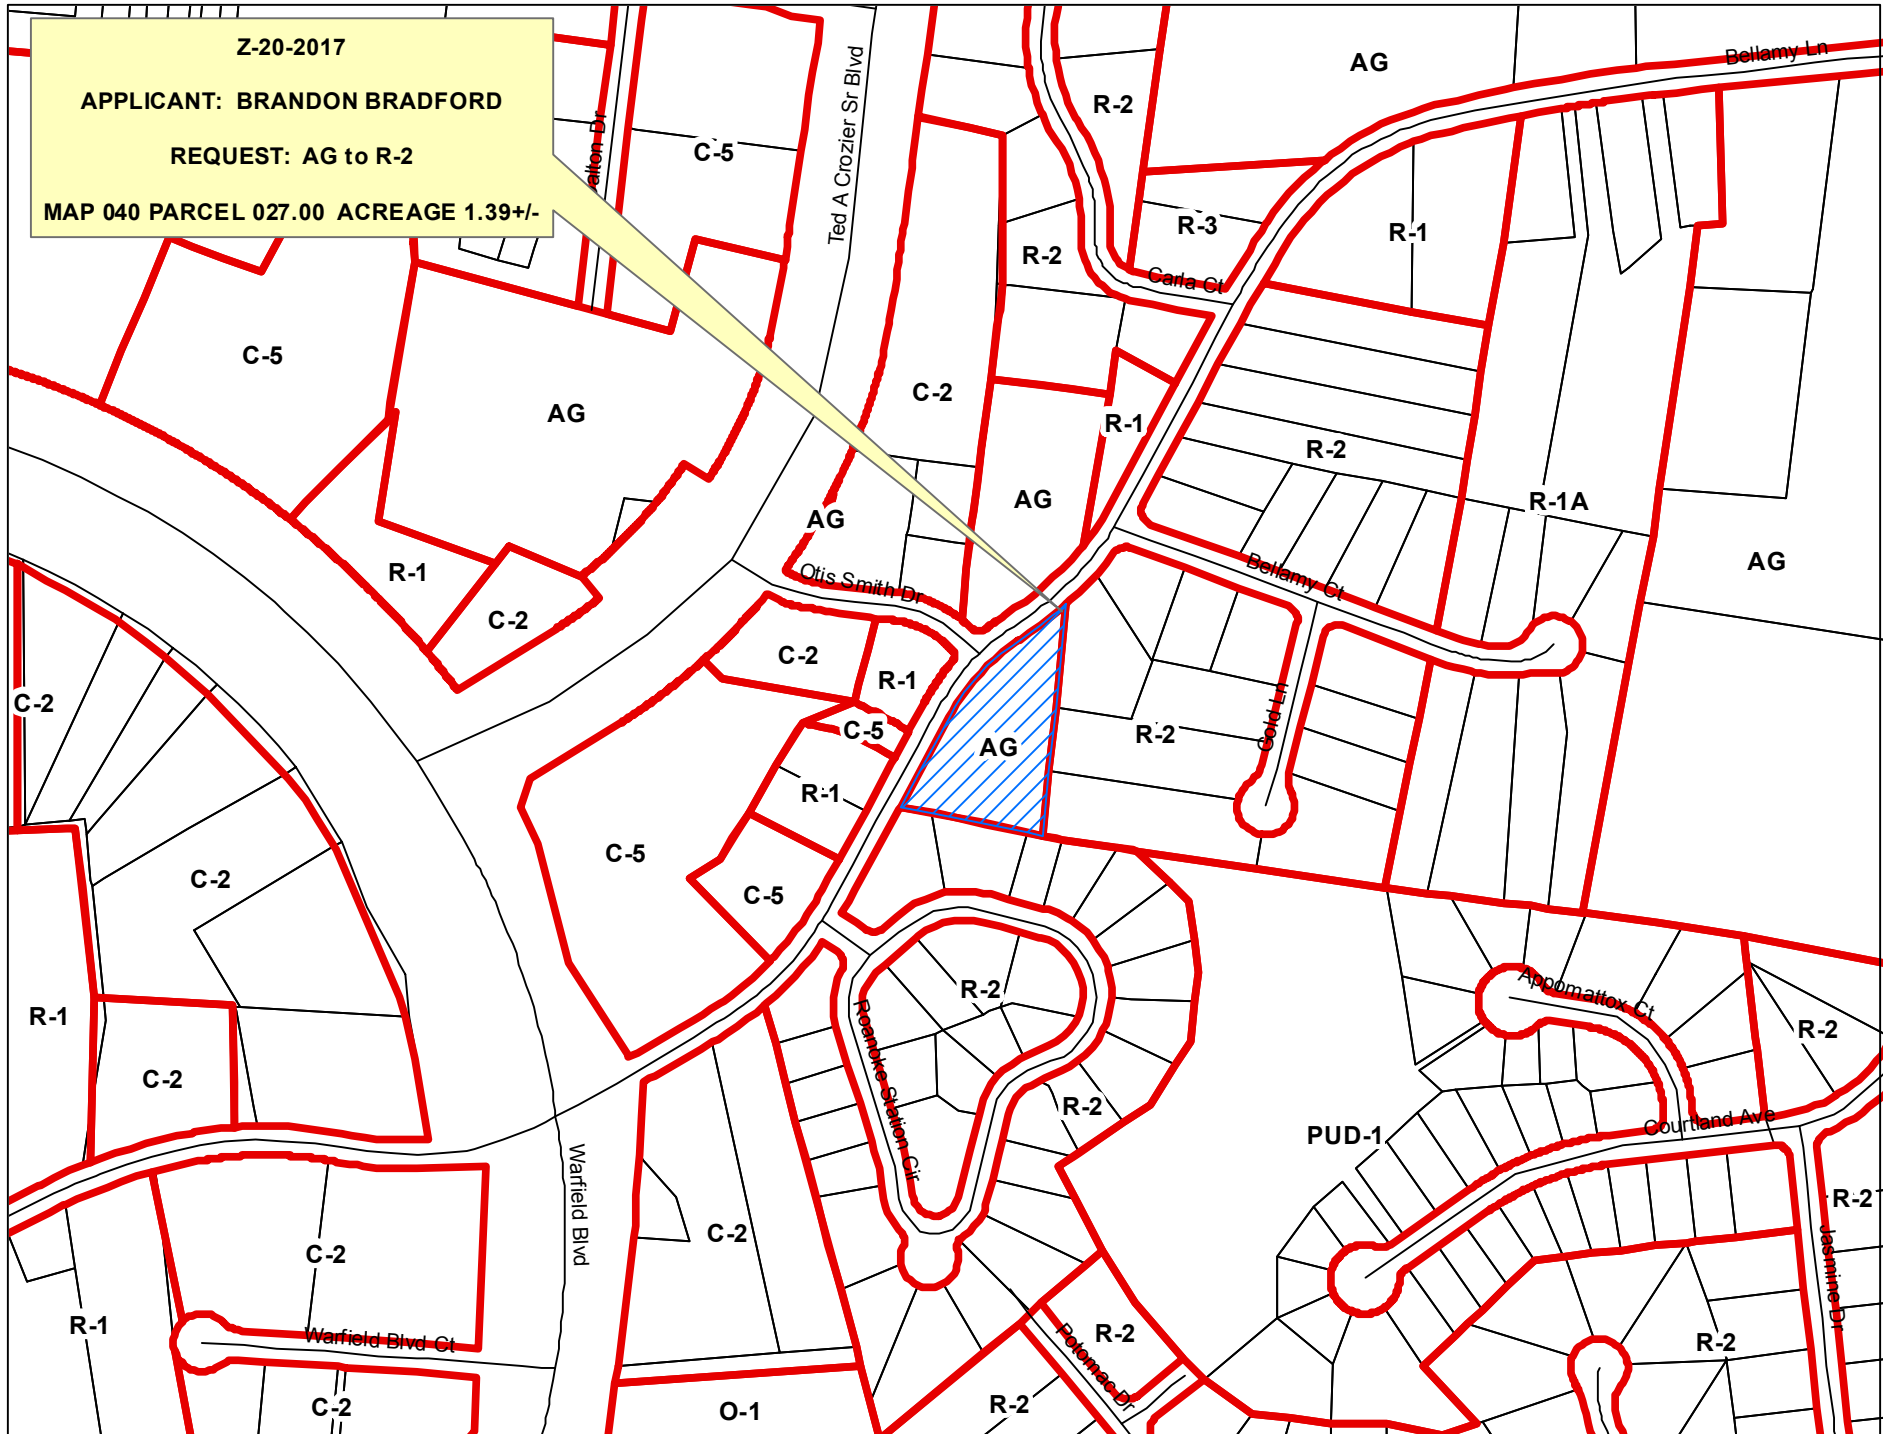 Z-20-2017
APPLICANT: BRANDON BRADFORD
REQUEST: AG to R-2
MAP 040 PARCEL 027.00 ACREAGE 1.39+/-
alton Dr
Ted A Crozier Sr Blvd
Bellamy Ln
AG
R-2
C-5
R-3
R-1
R-2
Carla Ct
C-5
AG
C-2
R-1
R-2
AG
R-1A
AG
AG
R-1
Otis Smith Dr
Bellamy Ct
C-2
C-2
R-1
C-2
C-5
AG
R-2
Gold Ln
R-1
C-5
C-2
C-5
R-2
Appomattox Ct
R-1
R-2
Roanoke Station Cir
C-2
R-2
PUD-1
Courtland Ave
Warfield Blvd
R-2
C-2
C-2
Jasmine Dr
R-1
Warfield Blvd Ct
Potomac Dr
R-2
R-2
C-2
O-1
R-2